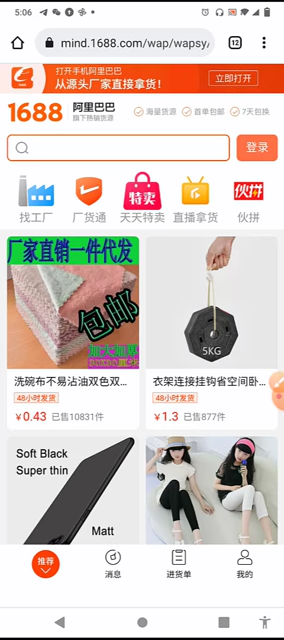 5:06
mind.1688.com/wap/wapsy
12
打开手机阿里巴巴
从源头厂家直接拿货！
立即打开
1688 阿里巴巴
旗下热销货源
海量货源 首单包邮 7天包换
登录
找工厂 厂货通 天天特卖 直播拿货 伙拼
特卖
伙拼
厂家直销一件代发
包邮
5KG
洗碗布不易沾油双色双...
48小时发货
¥0.43 已售10831件
衣架连接挂钩省空间卧...
48小时发货
¥1.3 已售877件
Soft Black
Super thin
Matt
推荐
消息
进货单
我的